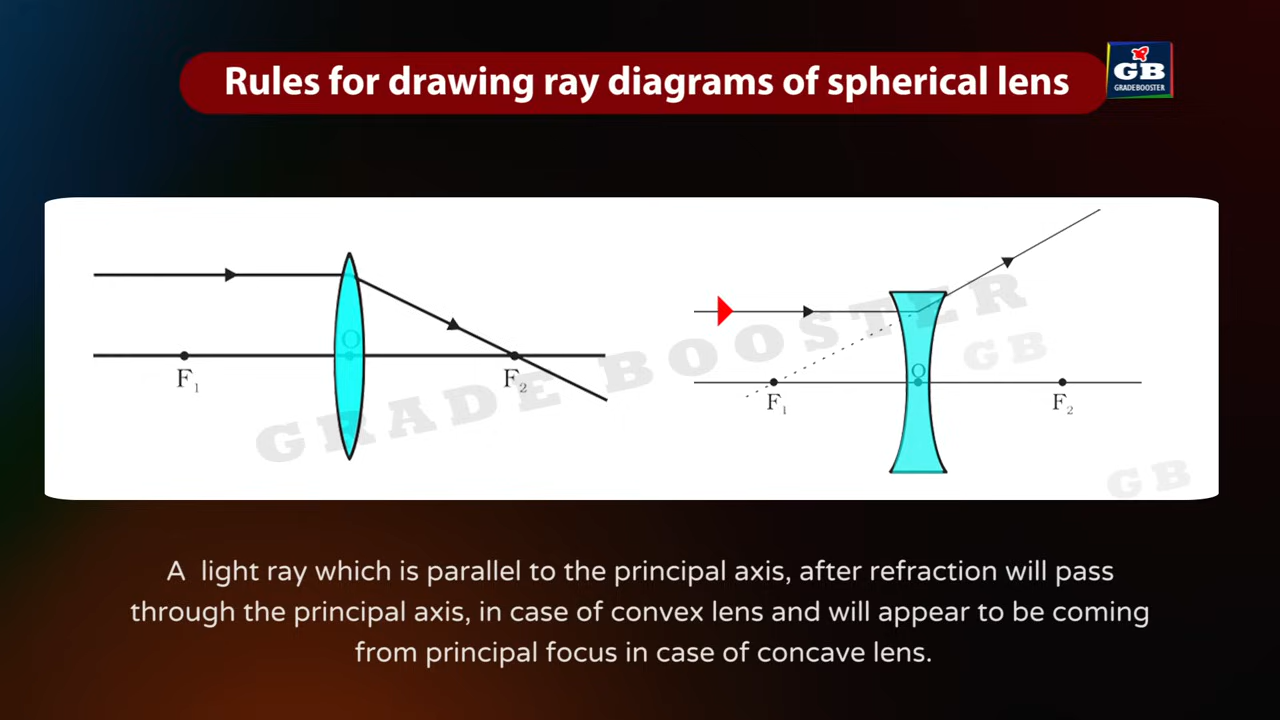 Rules for drawing ray diagrams of spherical lens
GB
GRADEBOOSTER
O
F1
F2
O
F1
F2
GRADE BOOSTER
GB
GB
A light ray which is parallel to the principal axis, after refraction will pass
through the principal axis, in case of convex lens and will appear to be coming
from principal focus in case of concave lens.